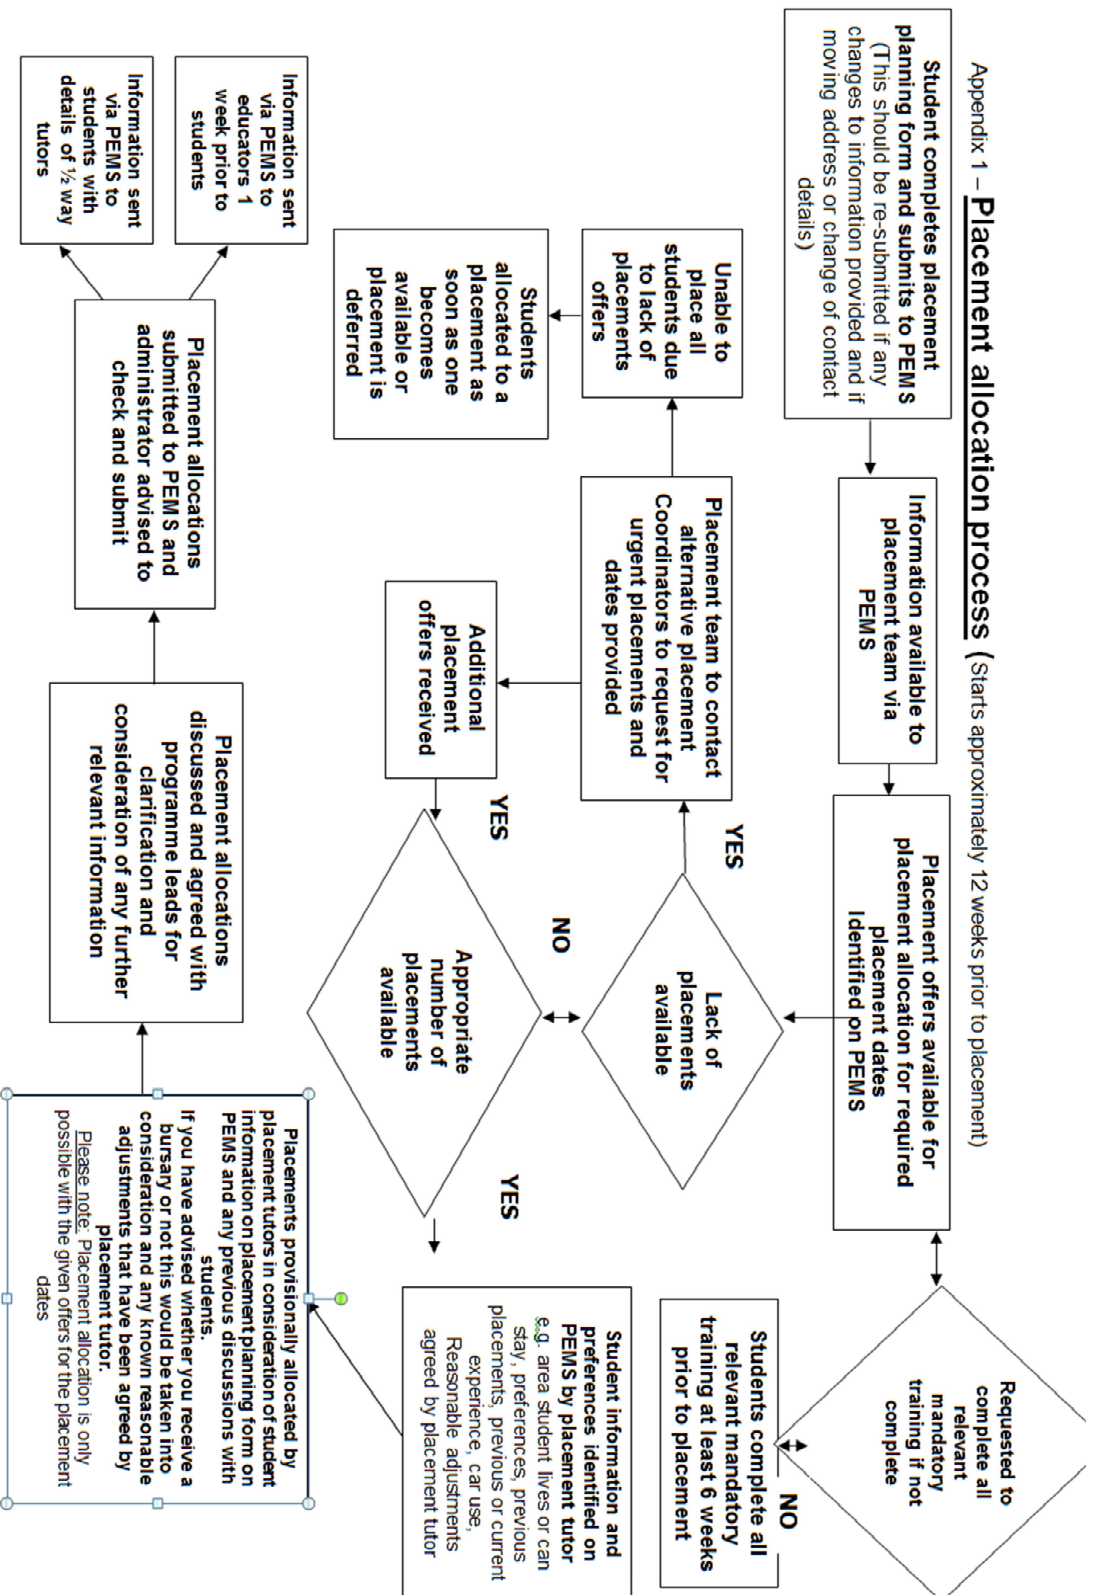 Appendix 1 – Placement allocation process (Starts approximately 12 weeks prior to placement)
Student completes placement
planning form and submits to PEMS
(This should be re-submitted if any
changes to information provided and if
moving address or change of contact
details)
Information available to
placement team via
PEMS
Placement offers available for
placement allocation for required
placement dates
Identified on PEMS
Requested to
complete all
relevant
mandatory
training if not
complete
NO
Students complete all
relevant mandatory
training at least 6 weeks
prior to placement
Lack of
placements
available
YES
Placement team to contact
alternative placement
Coordinators to request for
urgent placements and
dates provided
Unable to
place all
students due
to lack of
placements
offers
Students
allocated to a
placement as
soon as one
becomes
available or
placement is
deferred
Additional
placement
offers received
YES
NO
Appropriate
number of
placements
available
YES
Student information and
preferences identified on
PEMS by placement tutor
e.g. area student lives or can
stay, preferences, previous
placements, previous or current
experience, car use,
Reasonable adjustments
agreed by placement tutor
Placements provisionally allocated by
placement tutors in consideration of student
information on placement planning form on
PEMS and any previous discussions with
students.
If you have advised whether you receive a
bursary or not this would be taken into
consideration and any known reasonable
adjustments that have been agreed by
placement tutor.
Please note: Placement allocation is only
possible with the given offers for the placement
dates
Placement allocations
discussed and agreed with
programme leads for
clarification and
consideration of any further
relevant information
Placement allocations
submitted to PEMS and
administrator advised to
check and submit
Information sent
via PEMS to
educators 1
week prior to
students
Information sent
via PEMS to
students with
details of ½ way
tutors